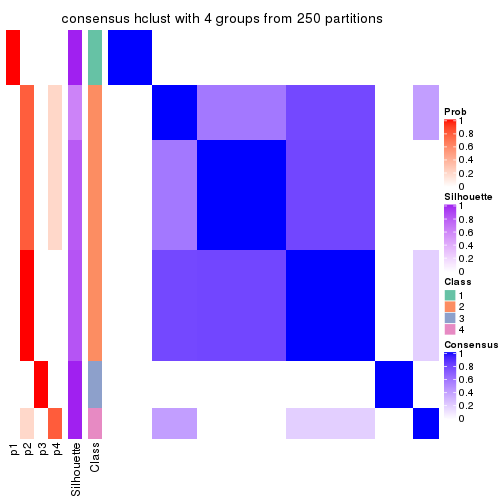 consensus hclust with 4 groups from 250 partitions
Prob
1
0.8
0.6
0.4
0.2
0
Silhouette
1
0.8
0.6
0.4
0.2
0
Class
1
2
3
4
Consensus
1
0.8
0.6
0.4
0.2
0
p1
p2
p3
p4
Silhouette
Class